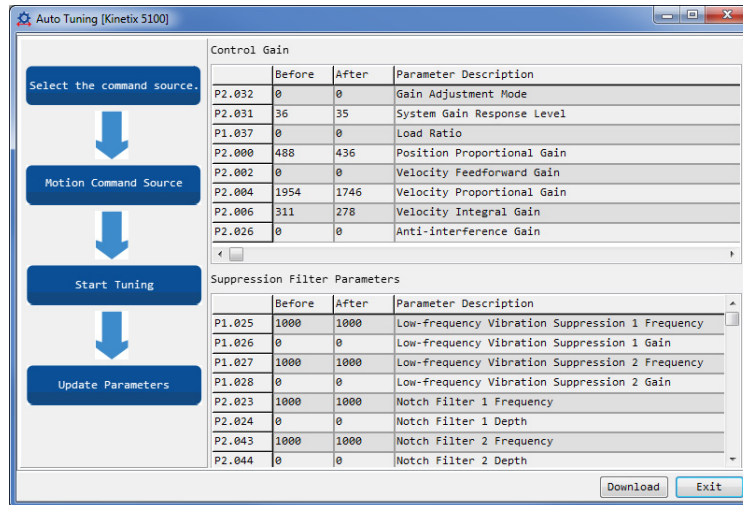 Auto Tuning [Kinetix 5100]
Select the command source.
Motion Command Source
Start Tuning
Update Parameters
Control Gain
Before After Parameter Description
P2.032 0 0 Gain Adjustment Mode
P2.031 36 35 System Gain Response Level
P1.037 0 0 Load Ratio
P2.000 488 436 Position Proportional Gain
P2.002 0 0 Velocity Feedforward Gain
P2.004 1954 1746 Velocity Proportional Gain
P2.006 311 278 Velocity Integral Gain
P2.026 0 0 Anti-interference Gain
Suppression Filter Parameters
Before After Parameter Description
P1.025 1000 1000 Low-frequency Vibration Suppression 1 Frequency
P1.026 0 0 Low-frequency Vibration Suppression 1 Gain
P1.027 1000 1000 Low-frequency Vibration Suppression 2 Frequency
P1.028 0 0 Low-frequency Vibration Suppression 2 Gain
P2.023 1000 1000 Notch Filter 1 Frequency
P2.024 0 0 Notch Filter 1 Depth
P2.043 1000 1000 Notch Filter 2 Frequency
P2.044 0 0 Notch Filter 2 Depth
Download Exit